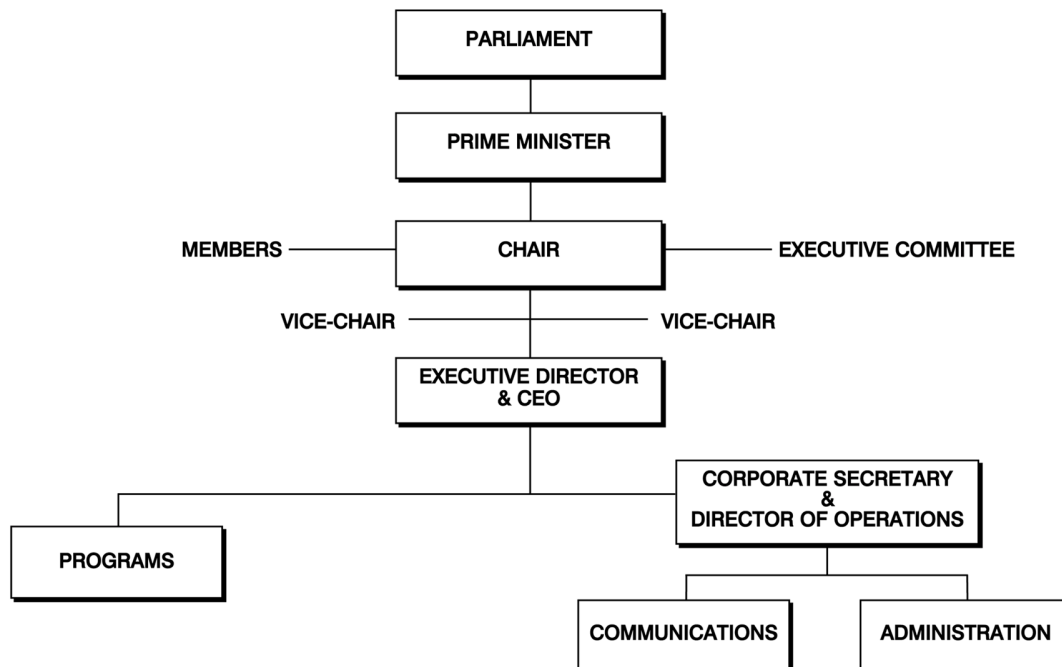 PARLIAMENT
PRIME MINISTER
MEMBERS
CHAIR
EXECUTIVE COMMITTEE
VICE-CHAIR
VICE-CHAIR
EXECUTIVE DIRECTOR
& CEO
CORPORATE SECRETARY
&
DIRECTOR OF OPERATIONS
PROGRAMS
COMMUNICATIONS
ADMINISTRATION